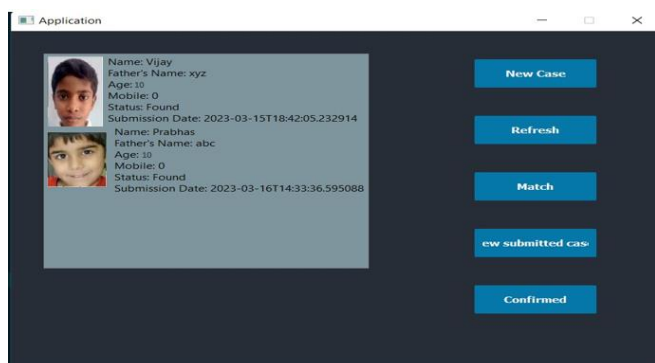 Application
Name: Vijay
Father's Name: xyz
Age: 10
Mobile: 0
Status: Found
Submission Date: 2023-03-15T18:42:05.232914
Name: Prabhas
Father's Name: abc
Age: 10
Mobile: 0
Status: Found
Submission Date: 2023-03-16T14:33:36.595088
New Case
Refresh
Match
ew submitted cas
Confirmed